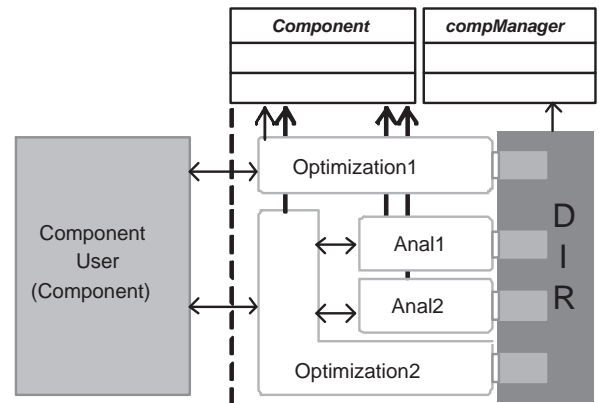 Component
compManager
Optimization1
Component
User
(Component)
Anal1
Anal2
Optimization2
D
I
R